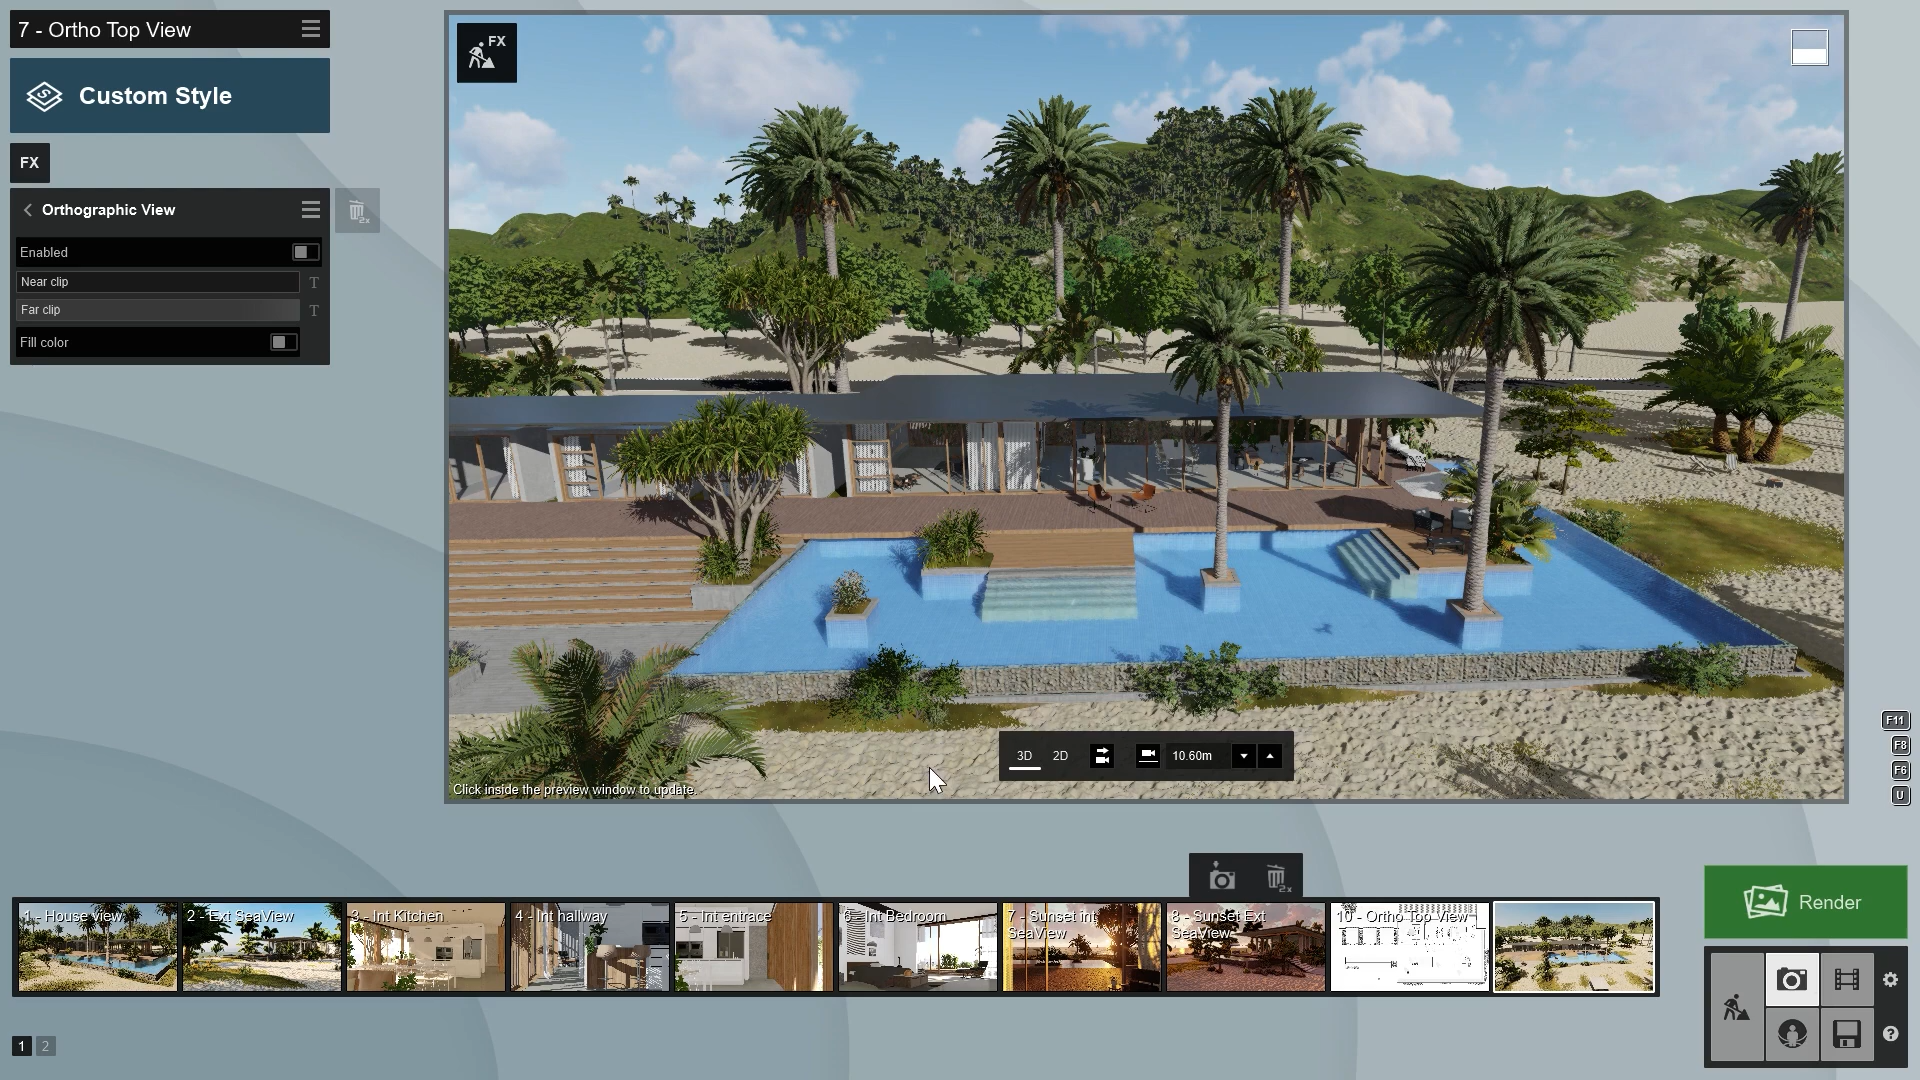 7 - Ortho Top View
Custom Style
FX
Orthographic View
2x
Enabled
Near clip
T
Far clip
T
Fill color
FX
3D 2D 10.60m
Click inside the preview window to update.
F11
F8
F6
U
2x
1 - House view
2 - Ext SeaView
3 - Int Kitchen
4 - Int hallway
5 - Int entrace
6 - Int Bedroom
7 - Sunset int
SeaView
8 - Sunset Ext
SeaView
10 - Ortho Top View
Render
?
1 2